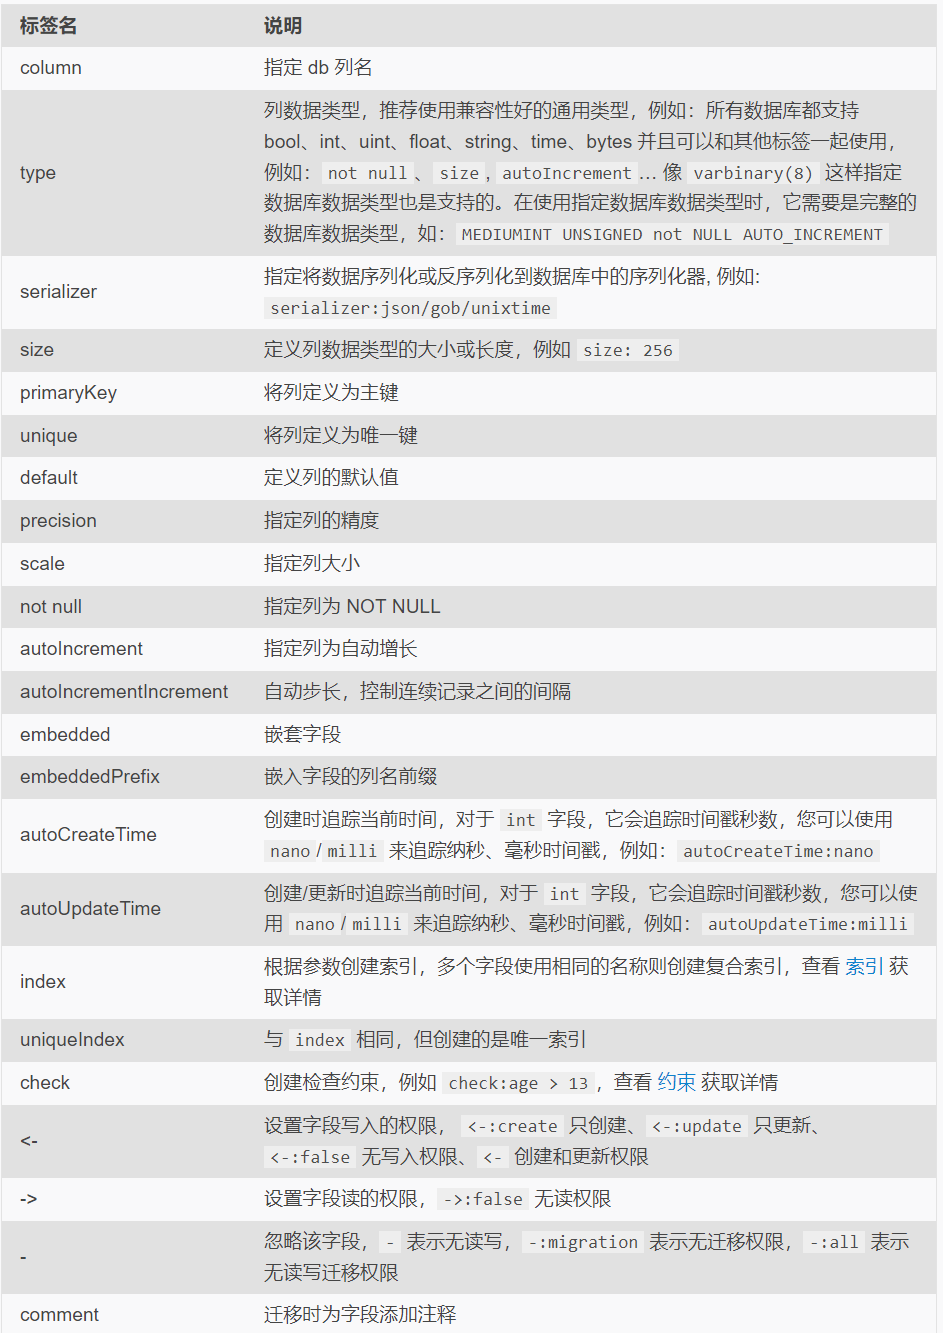 标签名 说明
column 指定 db 列名
列数据类型，推荐使用兼容性好的通用类型，例如：所有数据库都支持
bool、int、uint、float、string、time、bytes 并且可以和其他标签一起使用，
type 例如：not null、size, autoIncrement… 像 varbinary(8) 这样指定
数据库数据类型也是支持的。在使用指定数据库数据类型时，它需要是完整的
数据库数据类型，如：MEDIUMINT UNSIGNED not NULL AUTO_INCREMENT
serializer 指定将数据序列化或反序列化到数据库中的序列化器, 例如:
serializer:json/gob/unixtime
size 定义列数据类型的大小或长度，例如 size: 256
primaryKey 将列定义为主键
unique 将列定义为唯一键
default 定义列的默认值
precision 指定列的精度
scale 指定列大小
not null 指定列为 NOT NULL
autoIncrement 指定列为自动增长
autoIncrementIncrement 自动步长，控制连续记录之间的间隔
embedded 嵌套字段
embeddedPrefix 嵌入字段的列名前缀
autoCreateTime 创建时追踪当前时间，对于 int 字段，它会追踪时间戳秒数，您可以使用
nano/milli 来追踪纳秒、毫秒时间戳，例如：autoCreateTime:nano
autoUpdateTime 创建/更新时追踪当前时间，对于 int 字段，它会追踪时间戳秒数，您可以使
用 nano/milli 来追踪纳秒、毫秒时间戳，例如：autoUpdateTime:milli
index 根据参数创建索引，多个字段使用相同的名称则创建复合索引，查看 索引 获
取详情
uniqueIndex 与 index 相同，但创建的是唯一索引
check 创建检查约束，例如 check:age > 13，查看 约束 获取详情
<- 设置字段写入的权限， <-:create 只创建、<-:update 只更新、
<-:false 无写入权限、<- 创建和更新权限
-> 设置字段读的权限，->:false 无读权限
- 忽略该字段，- 表示无读写，-:migration 表示无迁移权限，-:all 表示
无读写迁移权限
comment 迁移时为字段添加注释